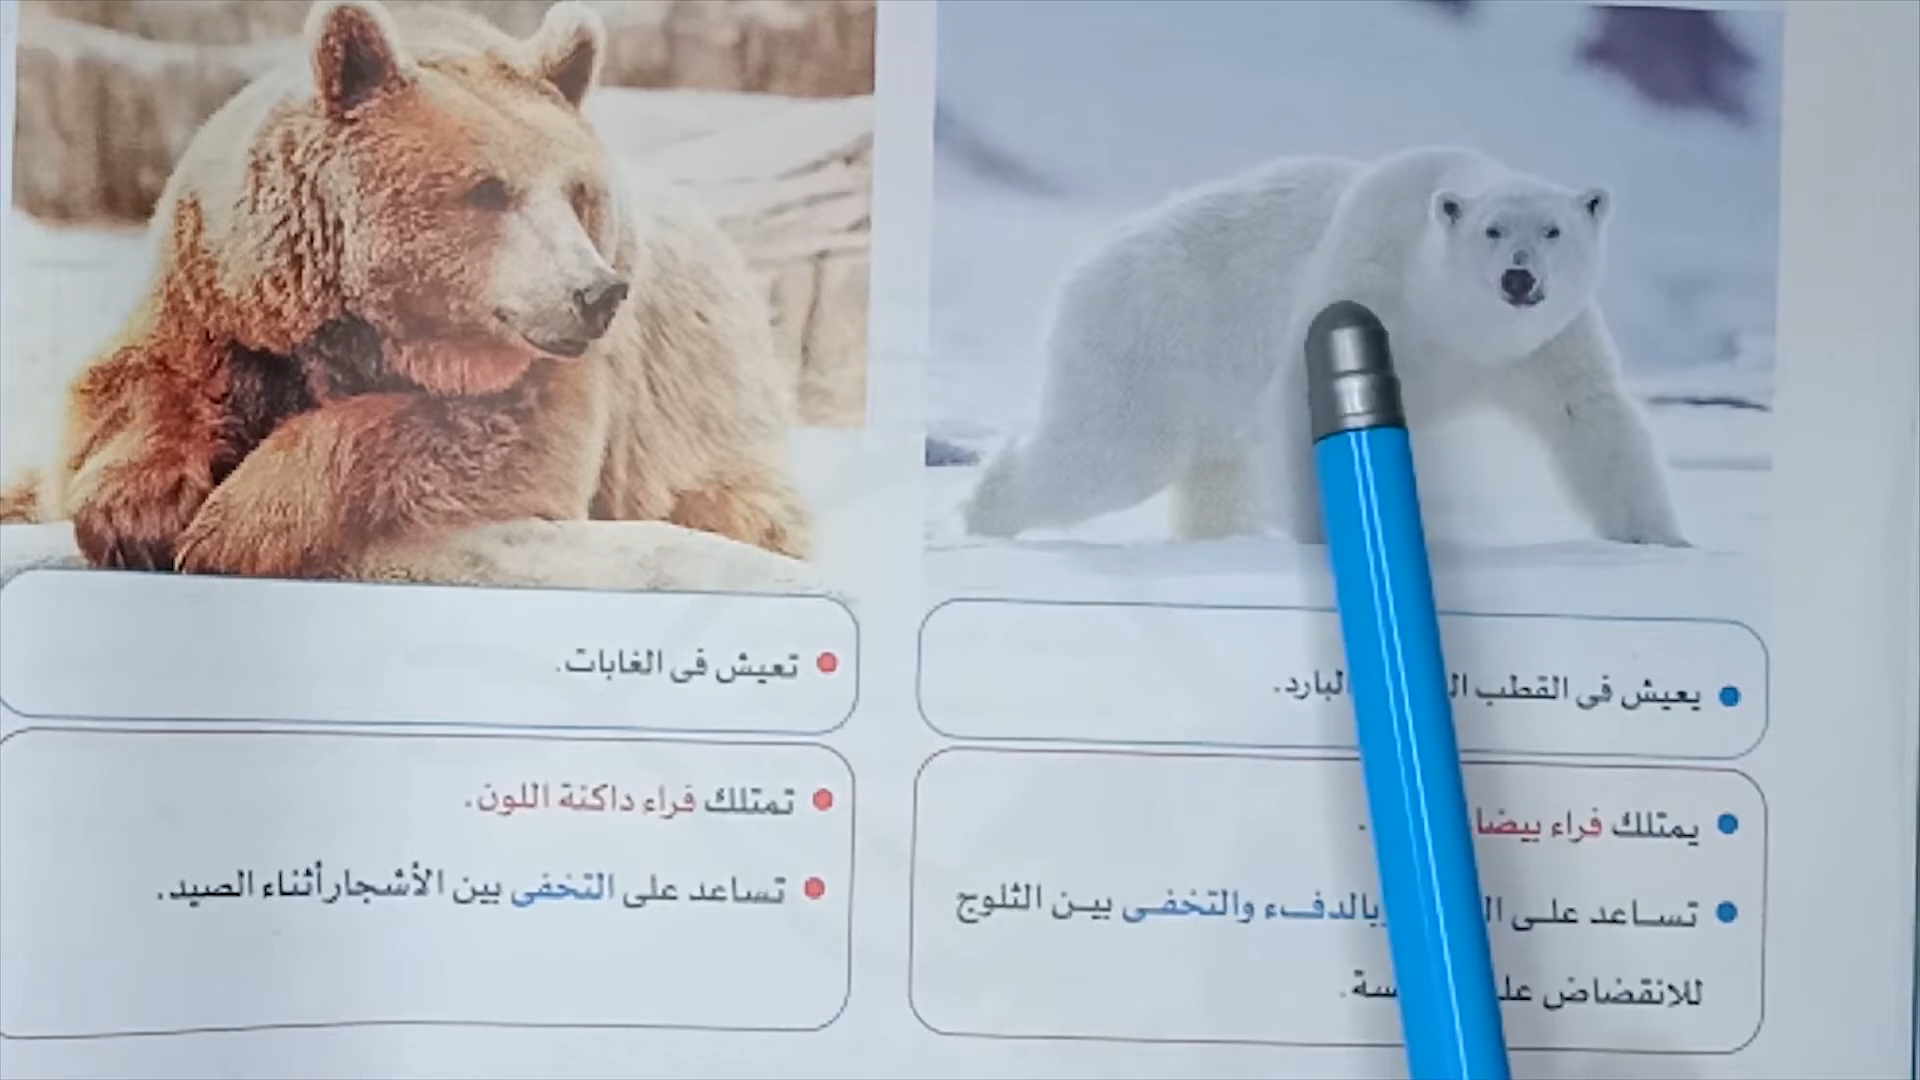 يعيش فى القطب البارد.
يمتلك فراء
تساعد على بالدفء والتخفى بين الثلوج
للانقضاض
تعيش فى الغابات.
تمتلك فراء داكنة اللون.
تساعد على التخفى بين الأشجار أثناء الصيد.